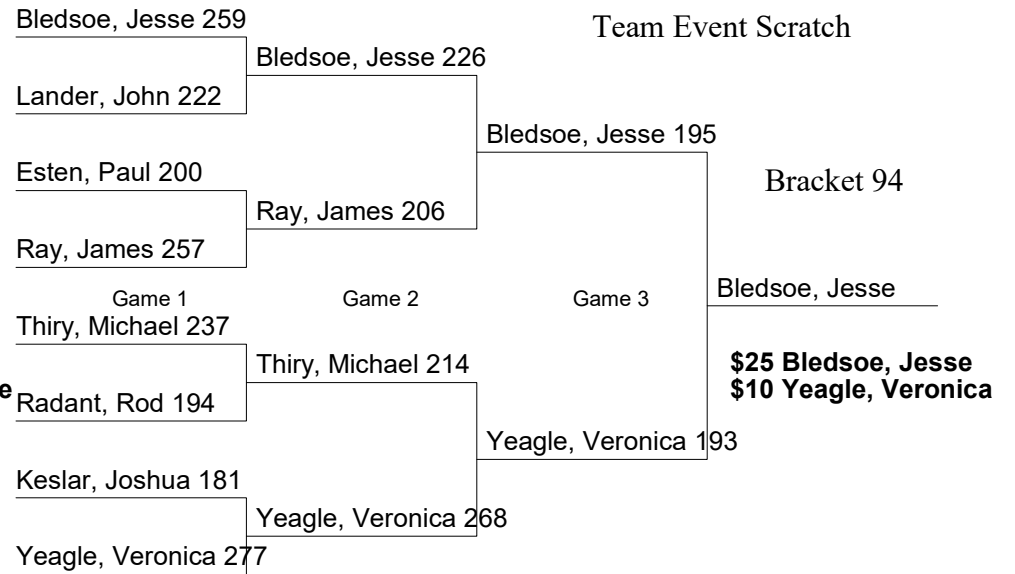 Team Event Scratch
Bracket 94
Bledsoe, Jesse 259
Lander, John 222
Esten, Paul 200
Ray, James 257
Game 1
Thiry, Michael 237
e
Radant, Rod 194
Keslar, Joshua 181
Yeagle, Veronica 277
Bledsoe, Jesse 226
Ray, James 206
Game 2
Thiry, Michael 214
Yeagle, Veronica 268
Bledsoe, Jesse 195
Game 3
Yeagle, Veronica 193
Bledsoe, Jesse
$25 Bledsoe, Jesse
$10 Yeagle, Veronica